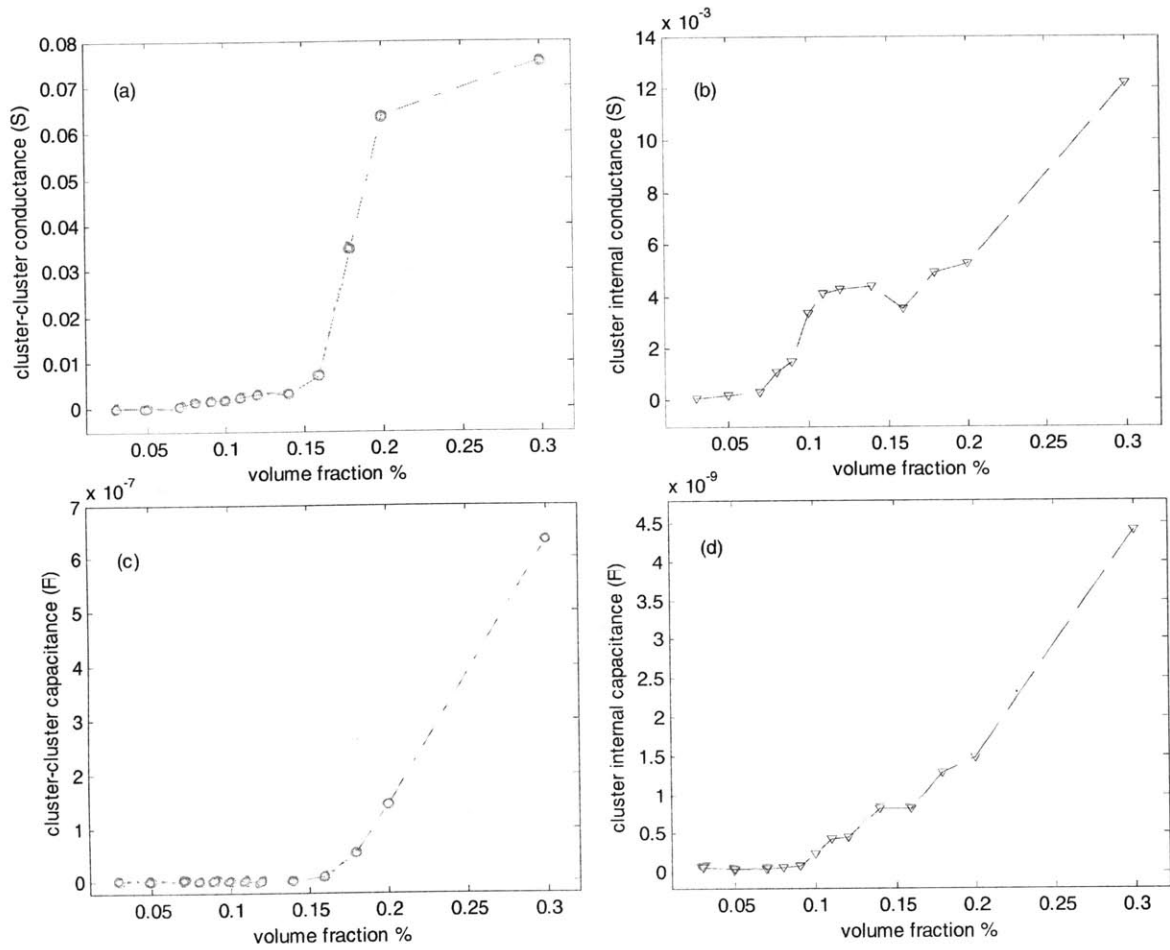 0.08
0.07
0.06
0.05
0.04
0.03
0.02
0.01
0
cluster-cluster conductance (S)
(a)
0.05 0.1 0.15 0.2 0.25 0.3
volume fraction %
x 10-3
14
12
10
8
6
4
2
0
cluster internal conductance (S)
(b)
0.05 0.1 0.15 0.2 0.25 0.3
volume fraction %
x 10-7
7
6
5
4
3
2
1
0
cluster-cluster capacitance (F)
(c)
0.05 0.1 0.15 0.2 0.25 0.3
volume fraction %
x 10-9
4.5
4
3.5
3
2.5
2
1.5
1
0.5
0
cluster internal capacitance (F)
(d)
0.05 0.1 0.15 0.2 0.25 0.3
volume fraction %